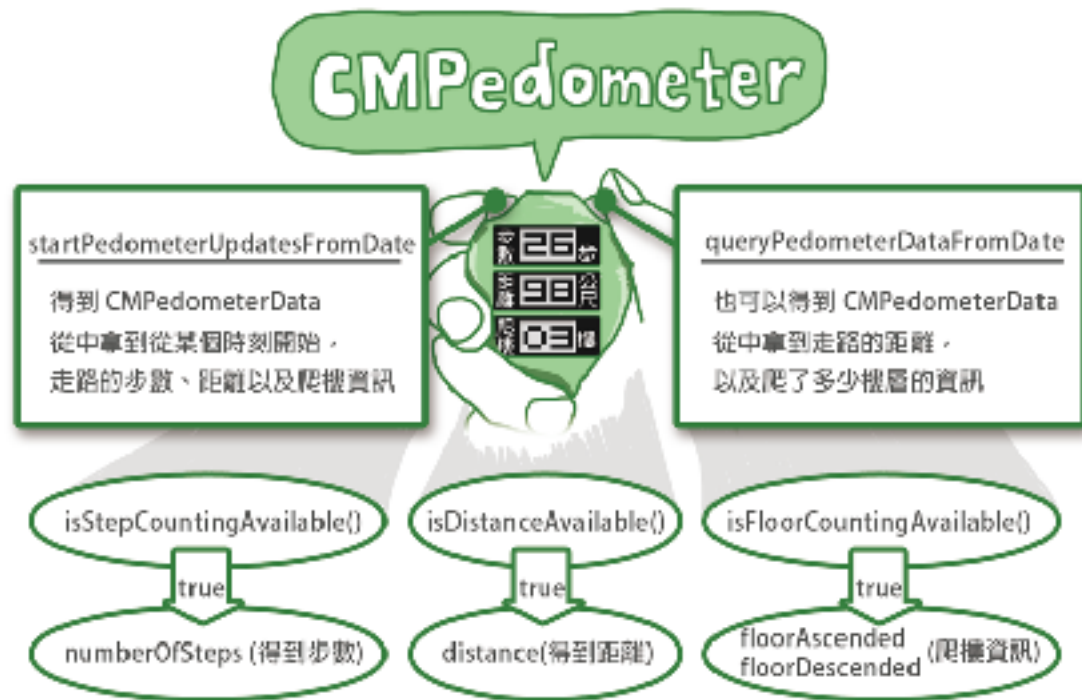 CMPedometer
startPedometerUpdatesFromDate
得到 CMPedometerData
從中拿到從某個時刻開始，
走路的步數、距離以及爬樓資訊
步數 26 步
走路 98 公尺
爬樓 03 樓
queryPedometerDataFromDate
也可以得到 CMPedometerData
從中拿到走路的距離，
以及爬了多少樓層的資訊
isStepCountingAvailable()
isDistanceAvailable()
isFloorCountingAvailable()
true
true
true
numberOfSteps (得到步數)
distance(得到距離)
floorAscended
floorDescended (爬樓資訊)